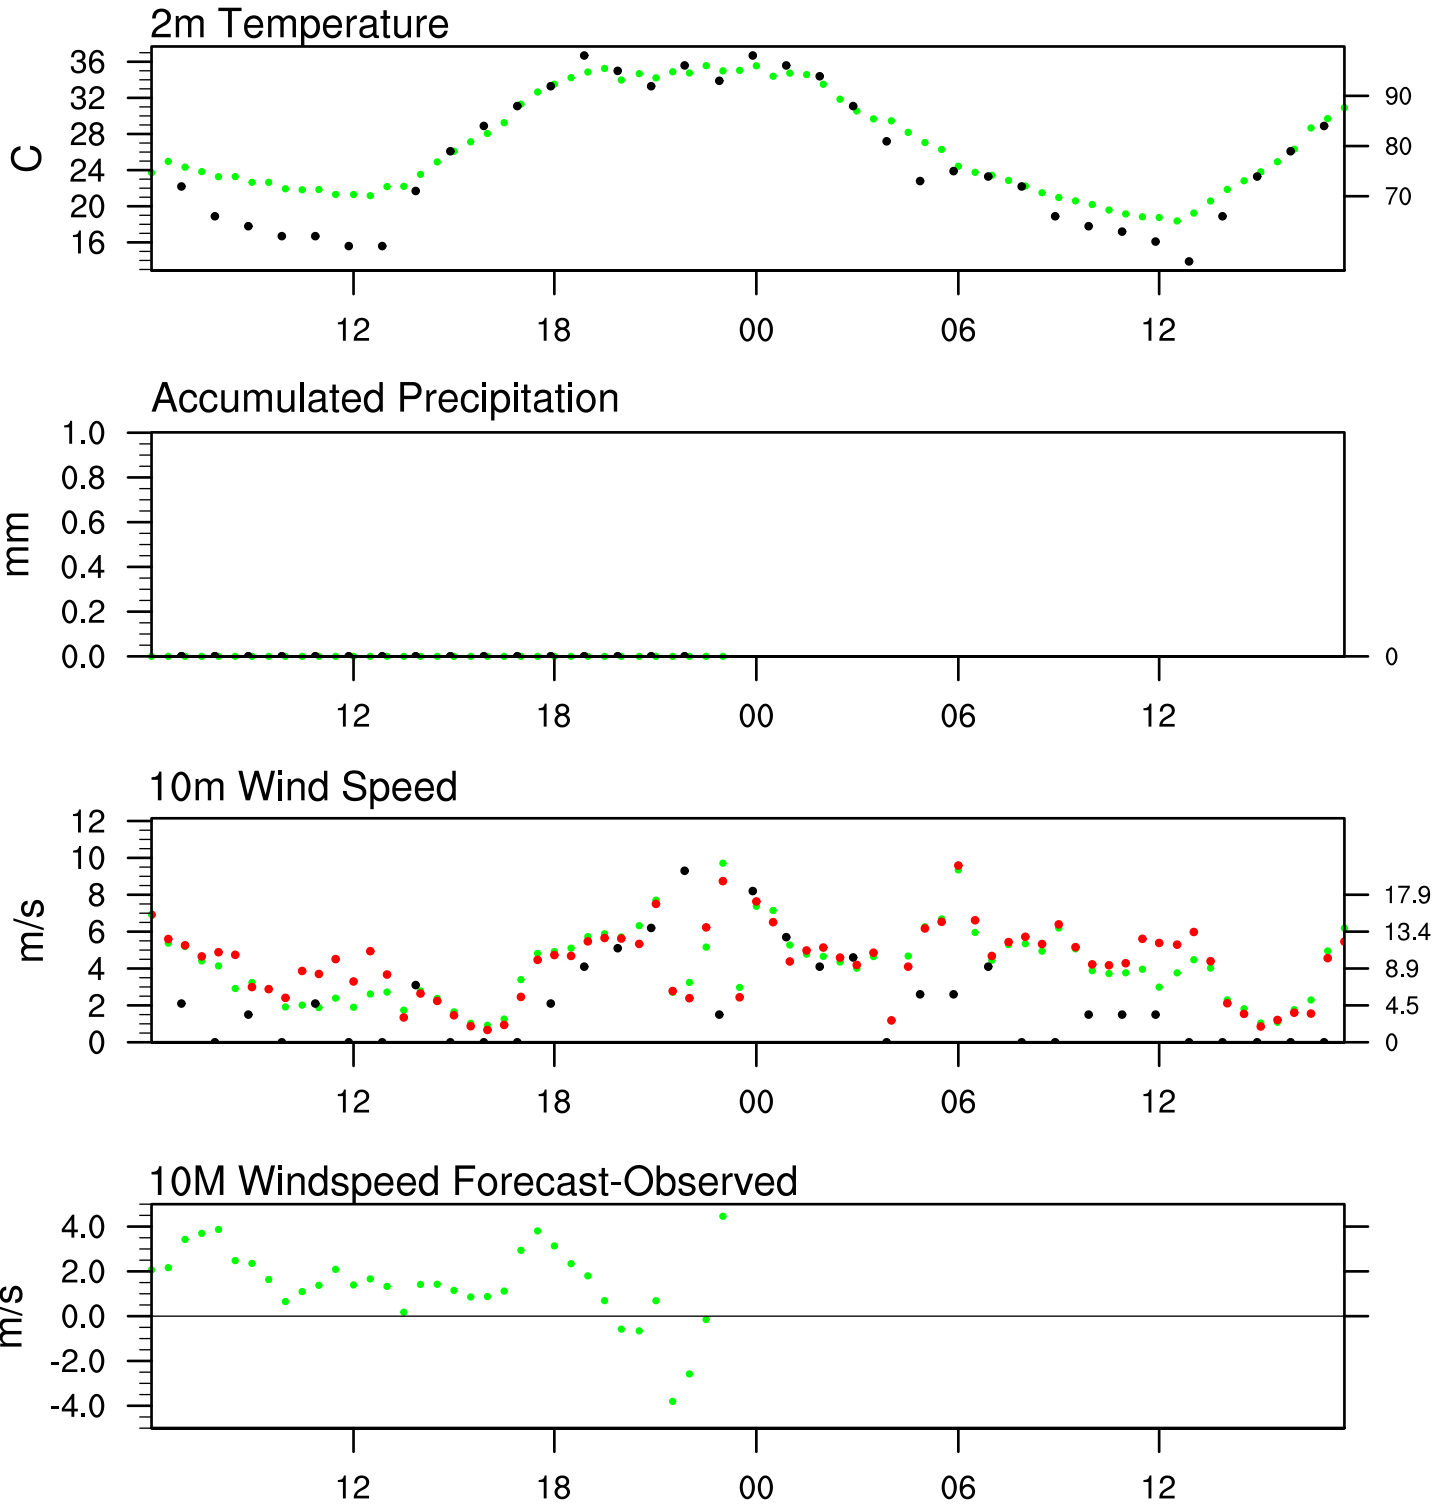 2m Temperature
36
32
28
24
20
16
C
90
80
70
12 18 00 06 12
Accumulated Precipitation
1.0
0.8
0.6
0.4
0.2
0.0
mm
0
12 18 00 06 12
10m Wind Speed
12
10
8
6
4
2
0
m/s
17.9
13.4
8.9
4.5
0
12 18 00 06 12
10M Windspeed Forecast-Observed
4.0
2.0
0.0
-2.0
-4.0
m/s
12 18 00 06 12